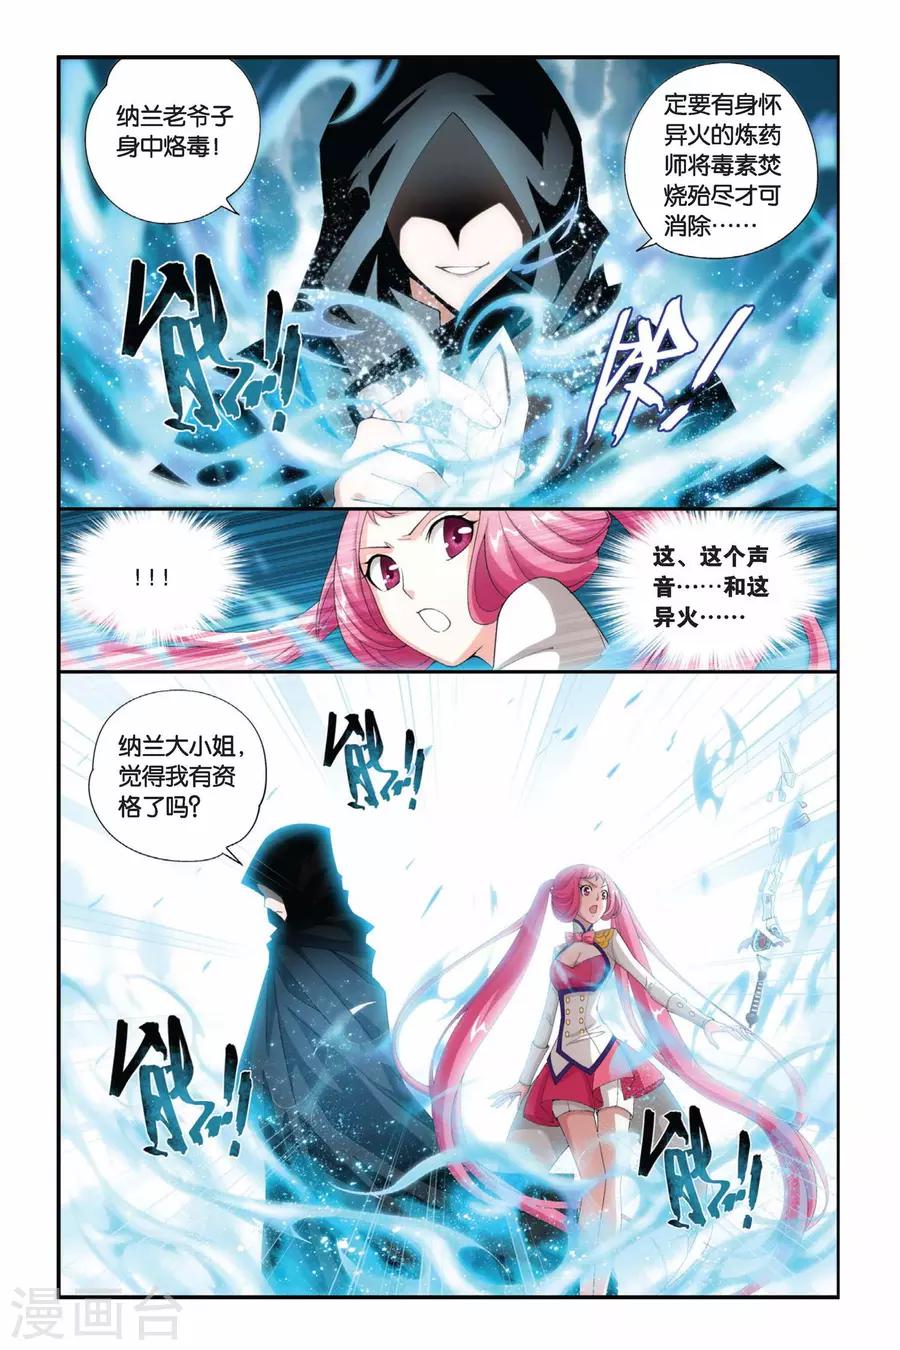 纳兰老爷子
身中烙毒！
定要有身怀
异火的炼药
师将毒素焚
烧殆尽才可
消除……
！！！
这、这个声
音……和这
异火……
纳兰大小姐，
觉得我有资
格了吗？
漫画台